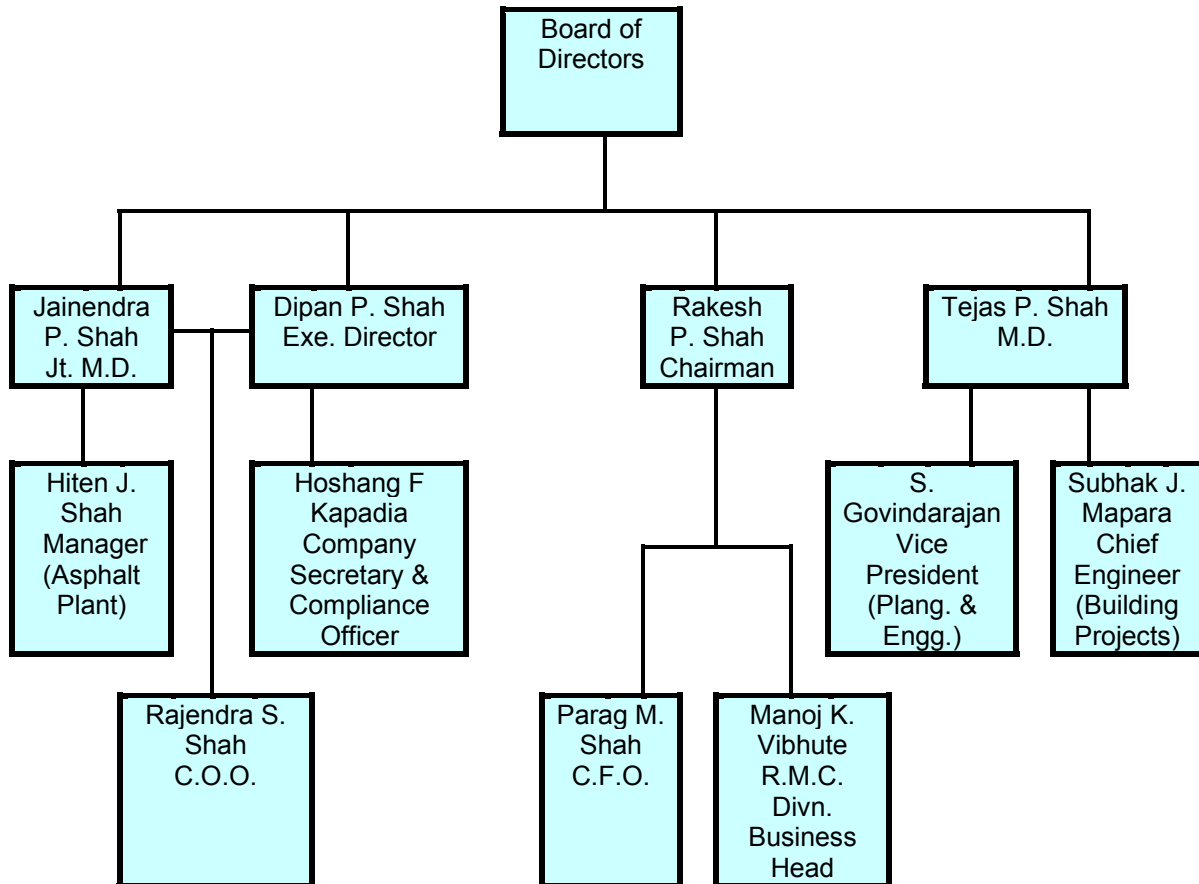 Board of
Directors
Jainendra
P. Shah
Jt. M.D.
Dipan P. Shah
Exe. Director
Rakesh
P. Shah
Chairman
Tejas P. Shah
M.D.
Hiten J.
Shah
Manager
(Asphalt
Plant)
Hoshang F
Kapadia
Company
Secretary &
Compliance
Officer
S.
Govindarajan
Vice
President
(Plang. &
Engg.)
Subhak J.
Mapara
Chief
Engineer
(Building
Projects)
Rajendra S.
Shah
C.O.O.
Parag M.
Shah
C.F.O.
Manoj K.
Vibhute
R.M.C.
Divn.
Business
Head